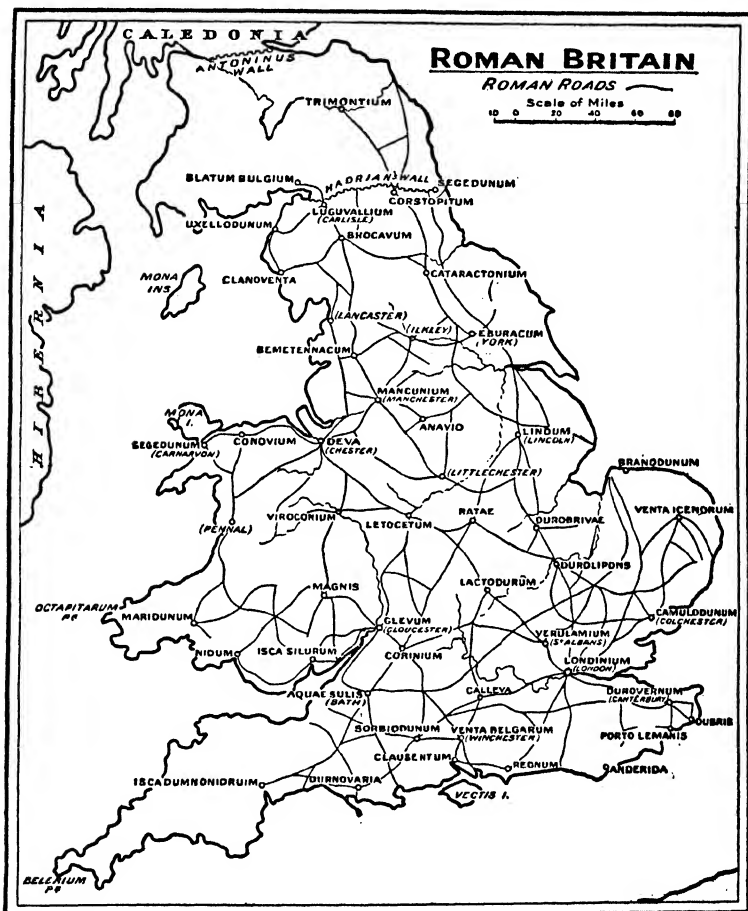 CALEDONIA
ANTONINUS
WALL
ROMAN BRITAIN
ROMAN ROADS
Scale of Miles
10 0 20 40 60 80
TRIMONTIUM
BLATUM BULGIUM
HADRIANS WALL
SEGEDUNUM
CORSTOPITUM
LUGUVALLIUM
(CARLISLE)
UXELLODUNUM
BROCAVUM
HIBERNIA
MONA
INS
CLANOVENTA
CATARACTONIUM
(LANCASTER)
(ILKLEY)
EBURACUM
(YORK)
BEMETENNACUM
MANCUNIUM
(MANCHESTER)
MONA
I.
ANAVIO
LINDUM
(LINCOLN)
SEGEDUNUM
(CARNARVON)
CONOVIUM
DEVA
(CHESTER)
(LITTLECHESTER)
BRANODUNUM
VIROCONIUM
LETOCETUM
RATAE
DUROBRIVAE
VENTA ICENORUM
(PENNAL)
DUROLIPONS
MAGNIS
LACTODURUM
OCTAPITARUM
PR
MARIDUNUM
GLEVUM
(GLOUCESTER)
CAMULODUNUM
(COLCHESTER)
VERULAMIUM
(ST ALBANS)
NIDUM
ISCA SILURUM
CORINIUM
LONDINIUM
(LONDON)
AQUAE SULIS
(BATH)
CALLEVA
DUROVERNUM
(CANTERBURY)
DUBRIS
SORBIODUNUM
VENTA BELGARUM
(WINCHESTER)
PORTO LEMANIS
CLAUSENTUM
REGNUM
ANDERIDA
ISCA DUMNONIORUIM
DURNOVARIA
VECTIS I.
BELERIUM
PR